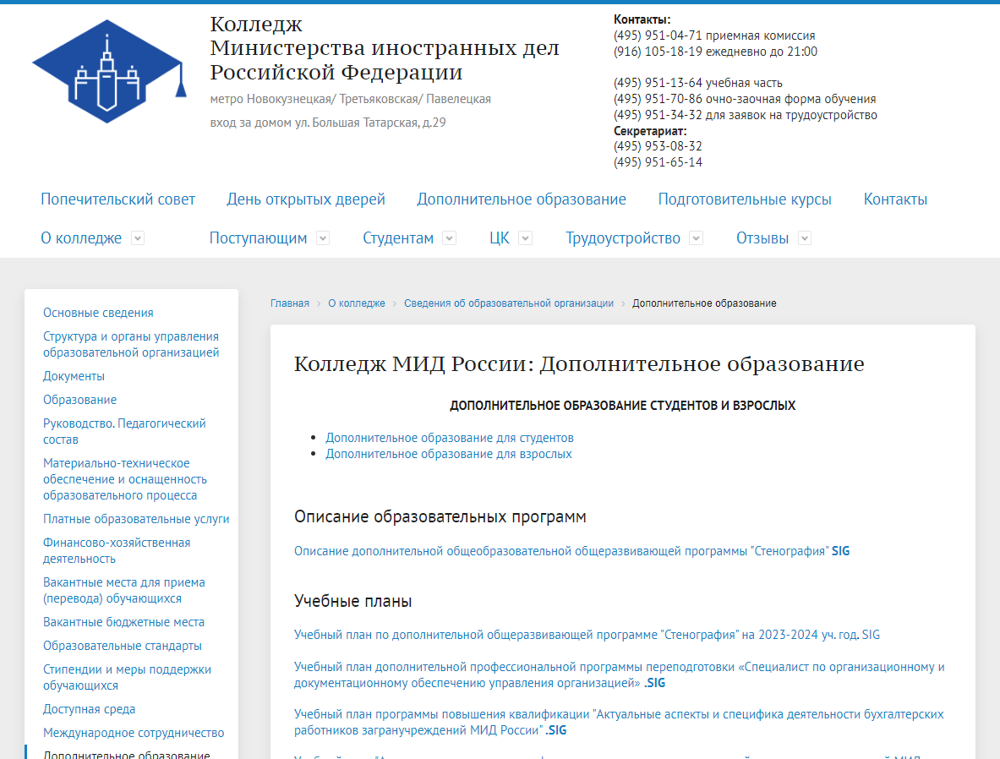 Колледж
Министерства иностранных дел
Российской Федерации
метро Новокузнецкая/ Третьяковская/ Павелецкая
вход за домом ул. Большая Татарская, д.29
Контакты:
(495) 951-04-71 приемная комиссия
(916) 105-18-19 ежедневно до 21:00
(495) 951-13-64 учебная часть
(495) 951-70-86 очно-заочная форма обучения
(495) 951-34-32 для заявок на трудоустройство
Секретариат:
(495) 953-08-32
(495) 951-65-14
Попечительский совет День открытых дверей Дополнительное образование Подготовительные курсы Контакты
О колледже Поступающим Студентам ЦК Трудоустройство Отзывы
Основные сведения
Структура и органы управления
образовательной организацией
Документы
Образование
Руководство. Педагогический
состав
Материально-техническое
обеспечение и оснащенность
образовательного процесса
Платные образовательные услуги
Финансово-хозяйственная
деятельность
Вакантные места для приема
(перевода) обучающихся
Вакантные бюджетные места
Образовательные стандарты
Стипендии и меры поддержки
обучающихся
Доступная среда
Международное сотрудничество
Дополнительное образование
Главная › О колледже › Сведения об образовательной организации › Дополнительное образование
Колледж МИД России: Дополнительное образование
ДОПОЛНИТЕЛЬНОЕ ОБРАЗОВАНИЕ СТУДЕНТОВ И ВЗРОСЛЫХ
• Дополнительное образование для студентов
• Дополнительное образование для взрослых
Описание образовательных программ
Описание дополнительной общеобразовательной общеразвивающей программы "Стенография" SIG
Учебные планы
Учебный план по дополнительной общеразвивающей программе "Стенография" на 2023-2024 уч. год. SIG
Учебный план дополнительной профессиональной программы переподготовки «Специалист по организационному и
документационному обеспечению управления организацией» .SIG
Учебный план программы повышения квалификации "Актуальные аспекты и специфика деятельности бухгалтерских
работников загранучреждений МИД России" .SIG